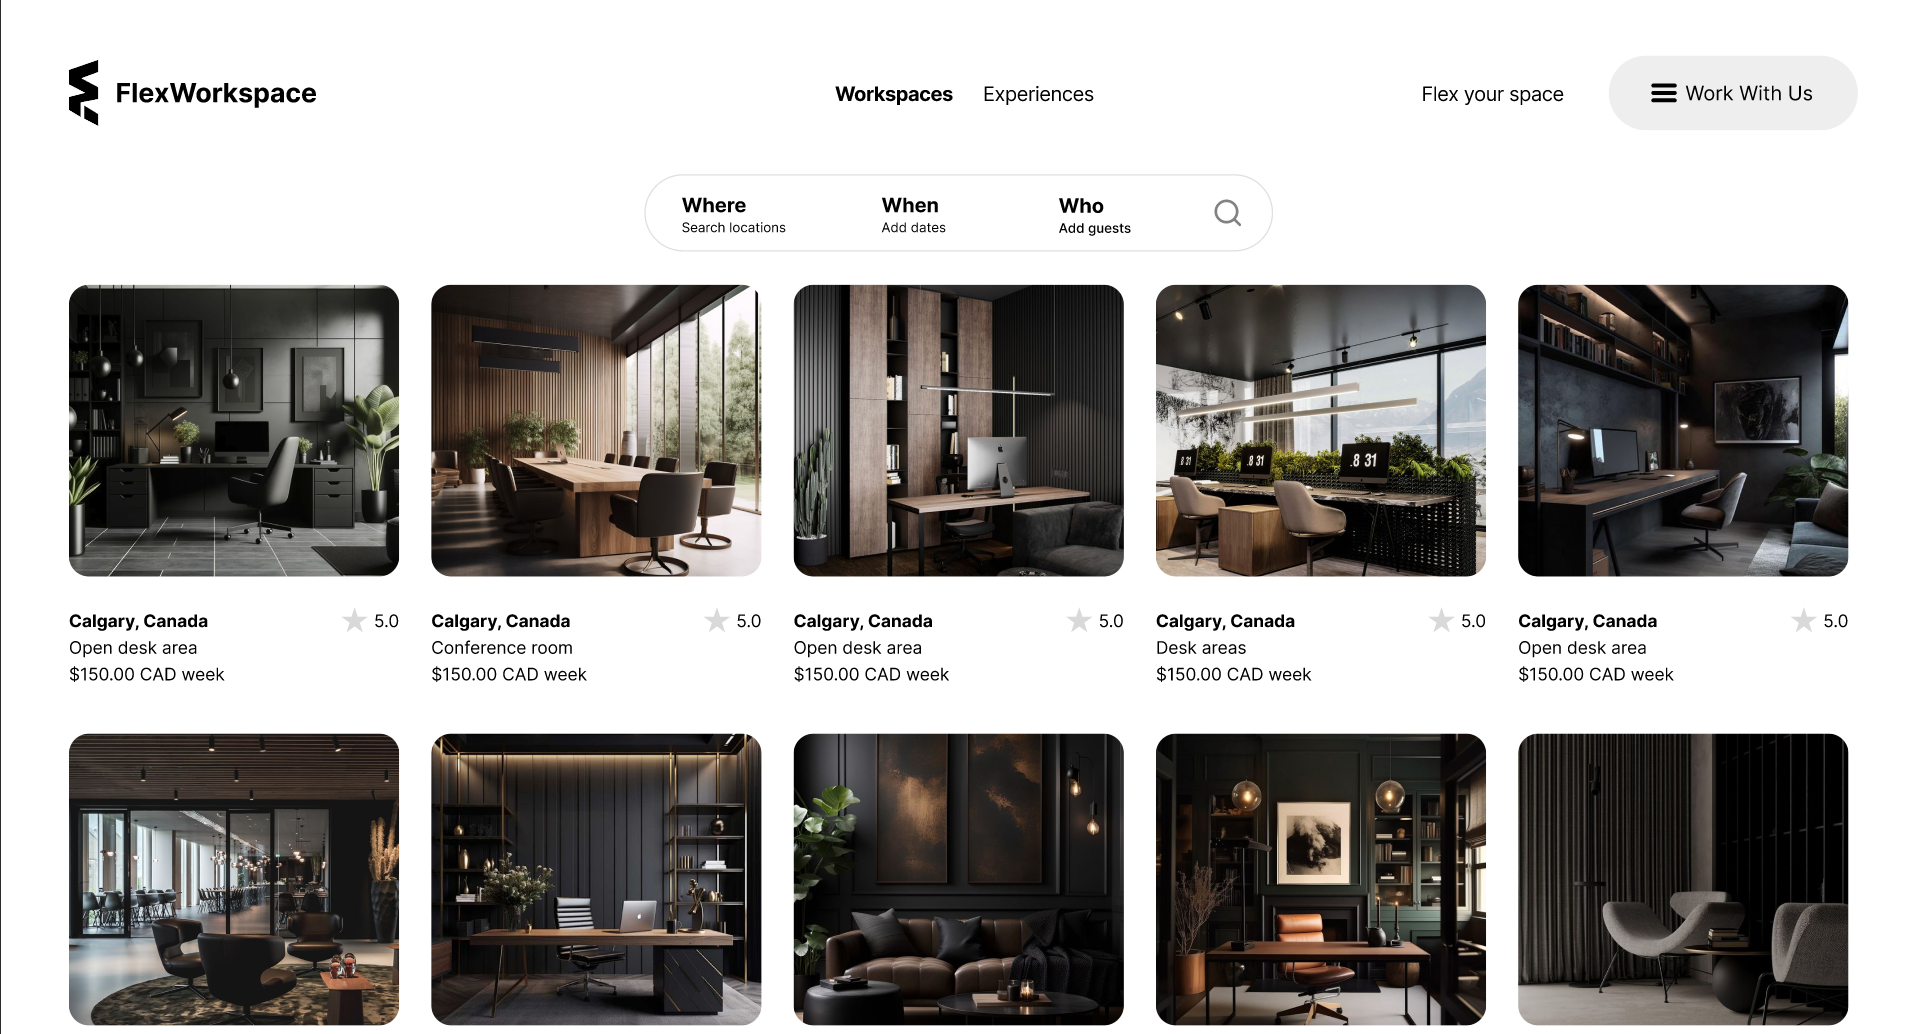 FlexWorkspace
Workspaces Experiences
Flex your space
Work With Us
Where
Search locations
When
Add dates
Who
Add guests
8 31
.8 31
.8 31
Calgary, Canada 5.0
Open desk area
$150.00 CAD week
Calgary, Canada 5.0
Conference room
$150.00 CAD week
Calgary, Canada 5.0
Open desk area
$150.00 CAD week
Calgary, Canada 5.0
Desk areas
$150.00 CAD week
Calgary, Canada 5.0
Open desk area
$150.00 CAD week